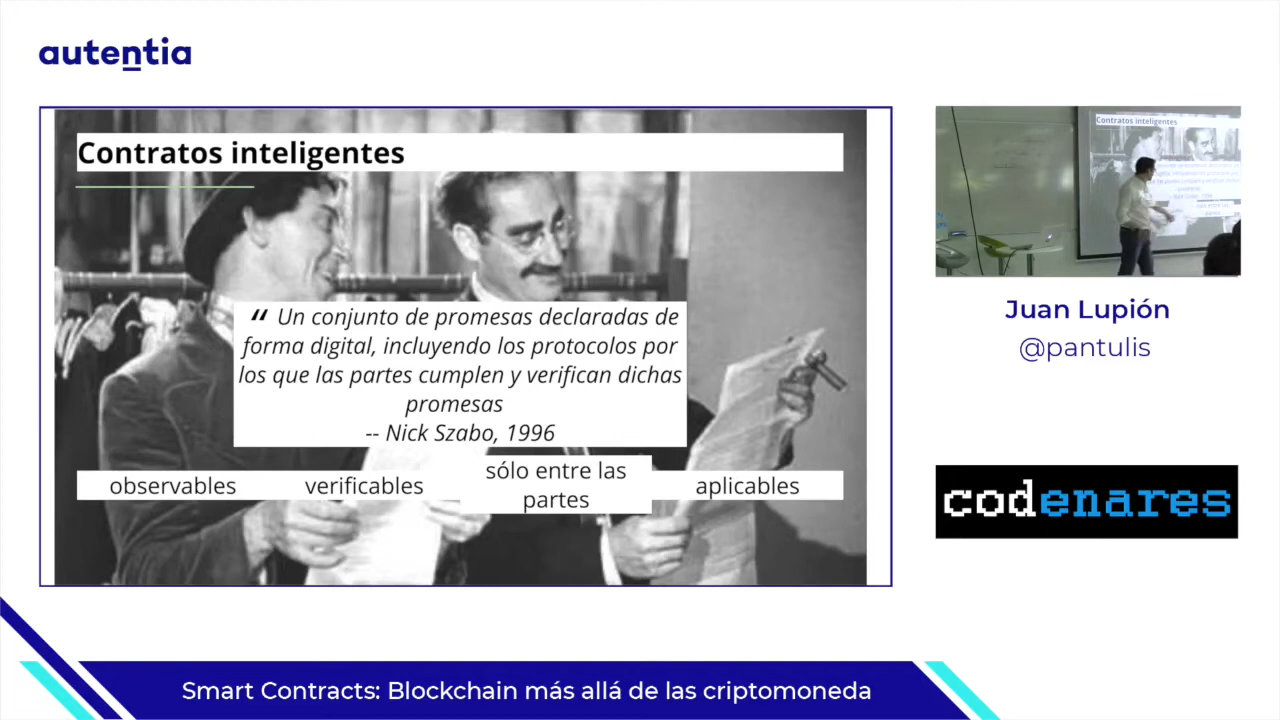 autentia
Contratos inteligentes
“ Un conjunto de promesas declaradas de
forma digital, incluyendo los protocolos por
los que las partes cumplen y verifican dichas
promesas
-- Nick Szabo, 1996
observables
verificables
sólo entre las
partes
aplicables
Contratos inteligentes
Juan Lupión
@pantulis
codenares
Smart Contracts: Blockchain más allá de las criptomoneda